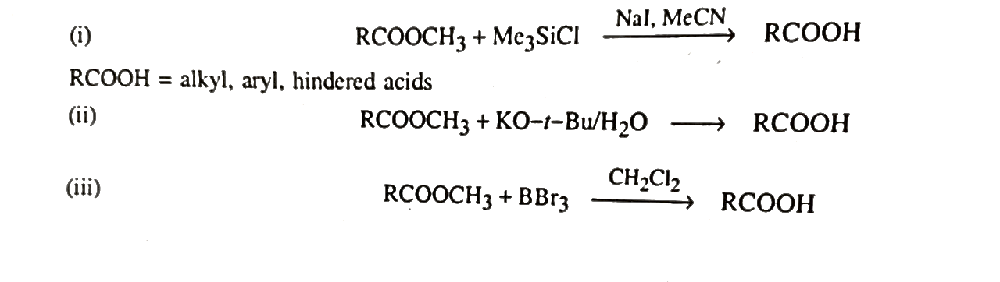 (i) RCOOCH3 + Me3SiCl NaI, MeCN ⟶ RCOOH
RCOOH = alkyl, aryl, hindered acids
(ii) RCOOCH3 + KO–t–Bu/H2O ⟶ RCOOH
(iii) RCOOCH3 + BBr3 CH2Cl2 ⟶ RCOOH